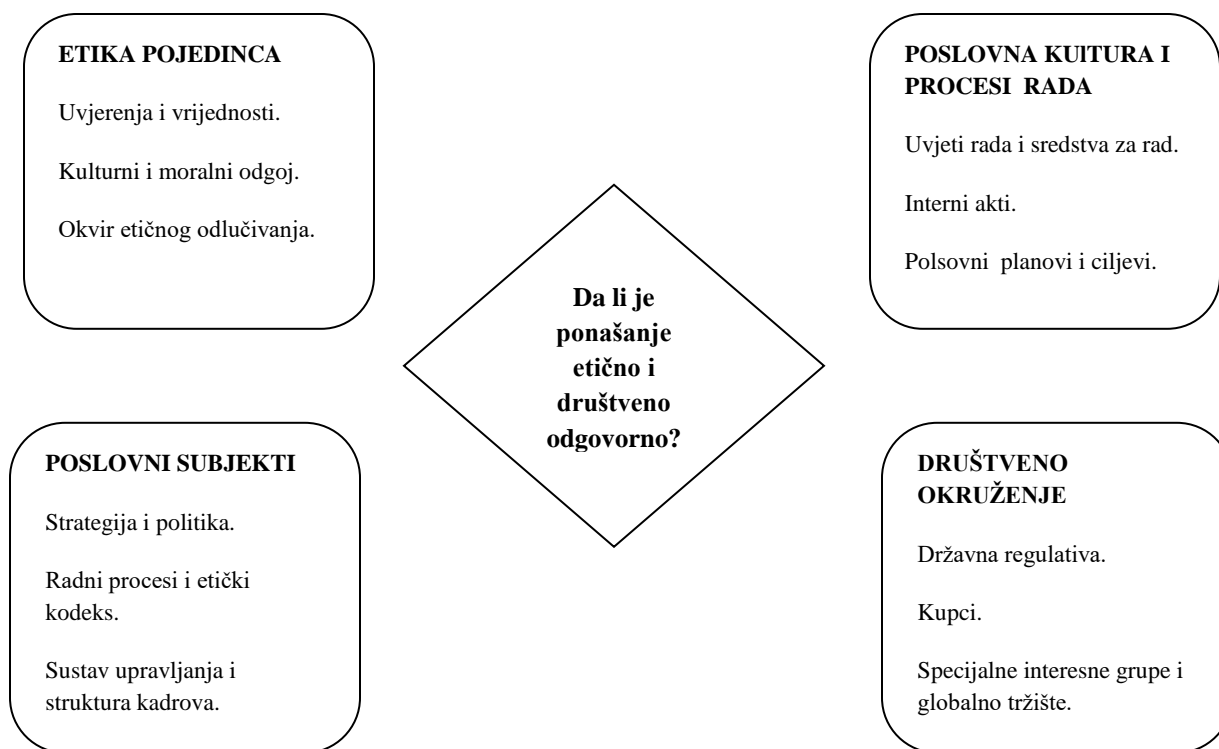 ETIKA POJEDINCA
Uvjerenja i vrijednosti.
Kulturni i moralni odgoj.
Okvir etičnog odlučivanja.
POSLOVNA KUlTURA I
PROCESI RADA
Uvjeti rada i sredstva za rad.
Interni akti.
Polsovni planovi i ciljevi.
Da li je
ponašanje
etično i
društveno
odgovorno?
POSLOVNI SUBJEKTI
Strategija i politika.
Radni procesi i etički
kodeks.
Sustav upravljanja i
struktura kadrova.
DRUŠTVENO
OKRUŽENJE
Državna regulativa.
Kupci.
Specijalne interesne grupe i
globalno tržište.